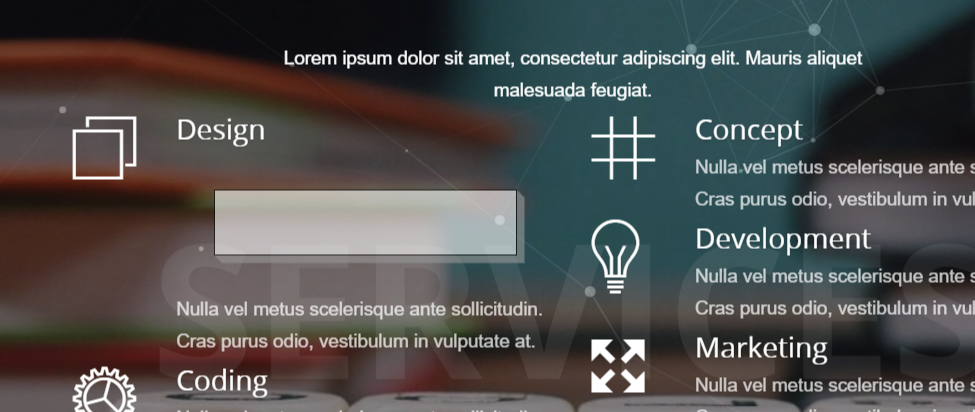 Lorem ipsum dolor sit amet, consectetur adipiscing elit. Mauris aliquet
malesuada feugiat.
Design
Nulla vel metus scelerisque ante sollicitudin.
Cras purus odio, vestibulum in vulputate at.
Coding
Concept
Nulla vel metus scelerisque ante
Cras purus odio, vestibulum in
Development
Nulla vel metus scelerisque ante
Cras purus odio, vestibulum in
Marketing
Nulla vel metus scelerisque ante
SERVICES